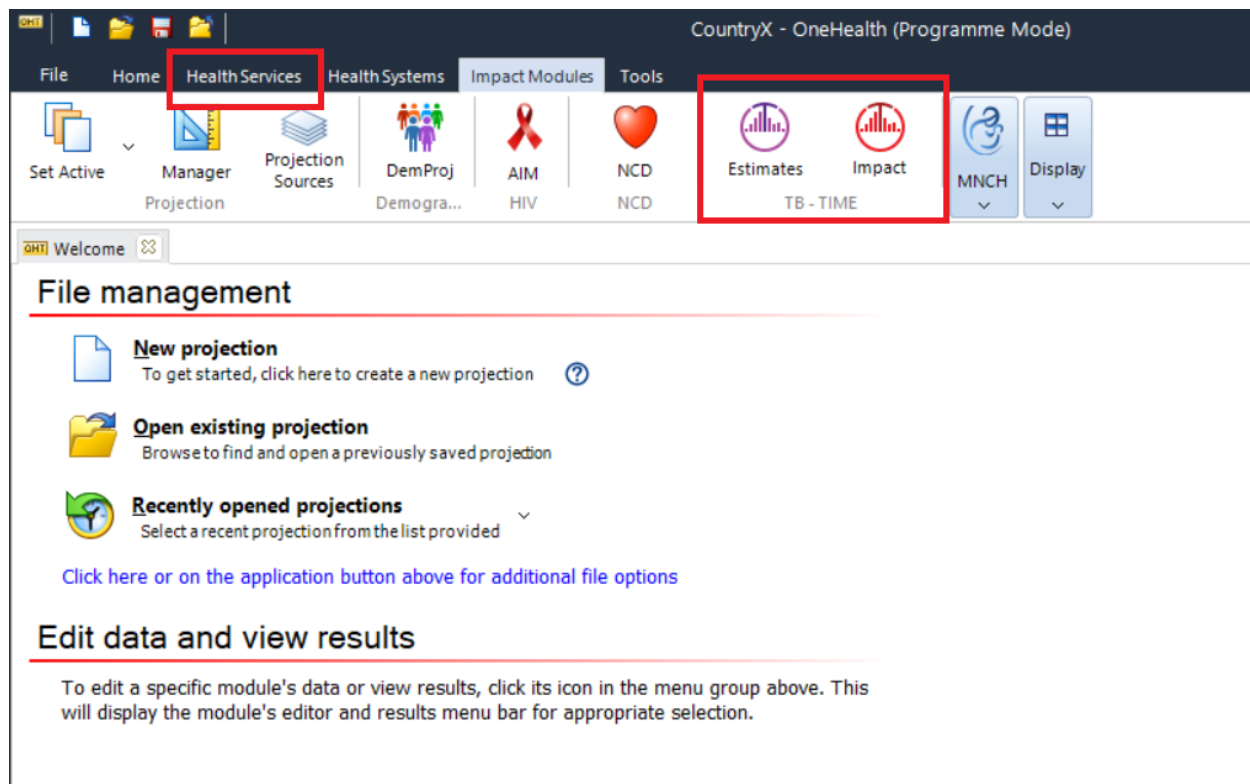 OHT
CountryX - OneHealth (Programme Mode)
File Home Health Services Health Systems Impact Modules Tools
Set Active Manager Projection Sources DemProj AIM NCD Estimates Impact MNCH Display
Projection Demogra... HIV NCD TB - TIME
OHT Welcome
File management
New projection
To get started, click here to create a new projection ?
Open existing projection
Browse to find and open a previously saved projection
Recently opened projections
Select a recent projection from the list provided
Click here or on the application button above for additional file options
Edit data and view results
To edit a specific module's data or view results, click its icon in the menu group above. This
will display the module's editor and results menu bar for appropriate selection.